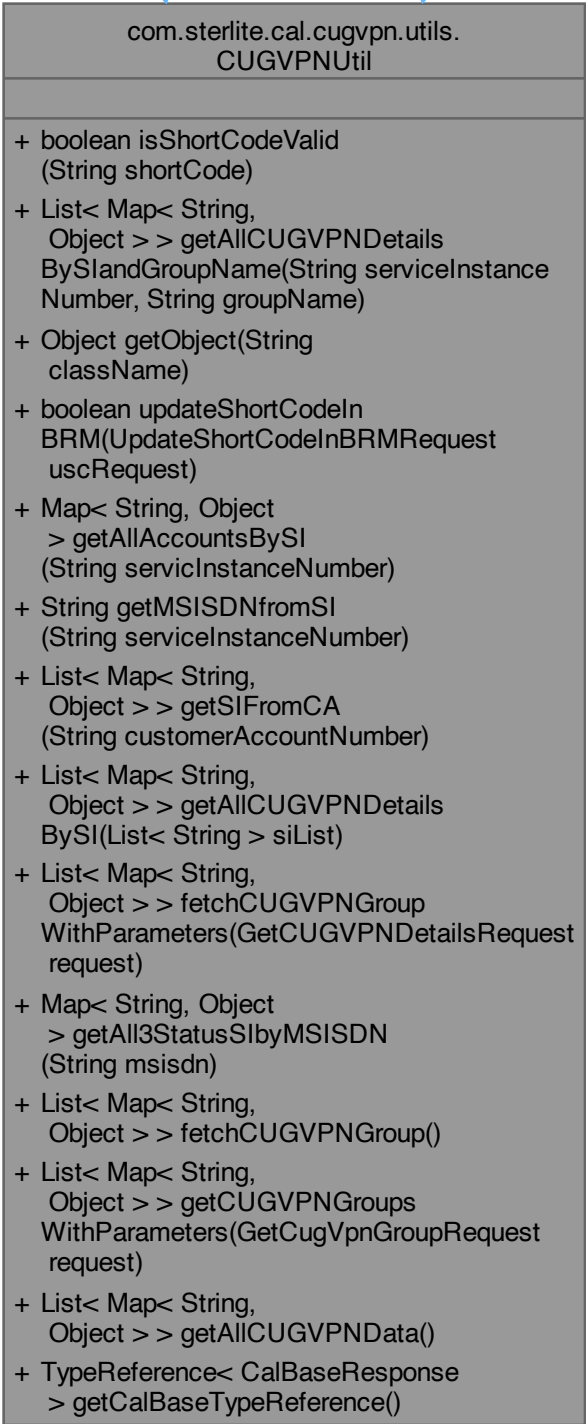 com.sterlite.cal.cugvpn.utils.
CUGVPNUtil
+ boolean isShortCodeValid
(String shortCode)
+ List< Map< String,
Object > > getAllCUGVPNDetails
BySIandGroupName(String serviceInstance
Number, String groupName)
+ Object getObject(String
className)
+ boolean updateShortCodeIn
BRM(UpdateShortCodeInBRMRequest
uscRequest)
+ Map< String, Object
> getAllAccountsBySI
(String servicInstanceNumber)
+ String getMSISDNfromSI
(String serviceInstanceNumber)
+ List< Map< String,
Object > > getSIFromCA
(String customerAccountNumber)
+ List< Map< String,
Object > > getAllCUGVPNDetails
BySI(List< String > siList)
+ List< Map< String,
Object > > fetchCUGVPNGroup
WithParameters(GetCUGVPNDetailsRequest
request)
+ Map< String, Object
> getAll3StatusSIbyMSISDN
(String msisdn)
+ List< Map< String,
Object > > fetchCUGVPNGroup()
+ List< Map< String,
Object > > getCUGVPNGroups
WithParameters(GetCugVpnGroupRequest
request)
+ List< Map< String,
Object > > getAllCUGVPNData()
+ TypeReference< CalBaseResponse
> getCalBaseTypeReference()